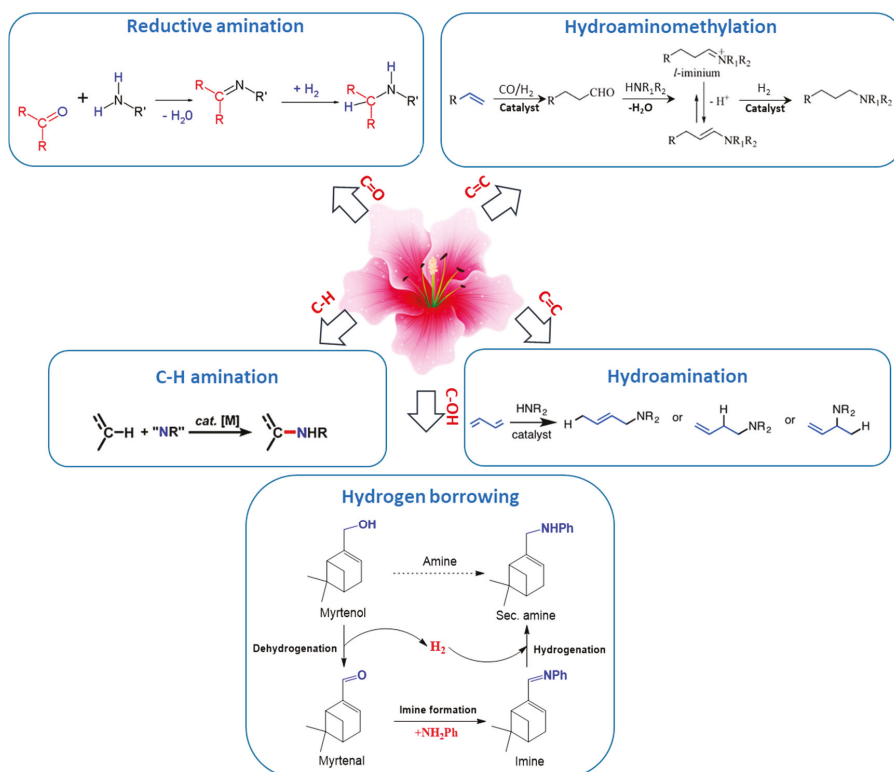 Reductive amination
H
+
H
N
R'
R
O
R
- H20
R
N
R'
R
+ H2
R
H
C
R
H
N
R'
Hydroaminomethylation
R
CO/H2
Catalyst
R
CHO
HNR1R2
-H2O
R
+
NR1R2
l-iminium
- H+
R
NR1R2
H2
Catalyst
R
NR1R2
C=O
C=C
C-H
C=C
C-OH
C-H amination
C-H + "NR"
cat. [M]
C-NHR
Hydroamination
HNR2
catalyst
H
NR2
or
H
NR2
or
NR2
H
Hydrogen borrowing
OH
Myrtenol
Amine
NHPh
Sec. amine
Dehydrogenation
H2
Hydrogenation
O
Myrtenal
Imine formation
+NH2Ph
NPh
Imine